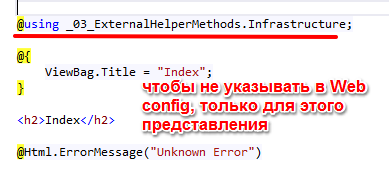 @using _03_ExternalHelperMethods.Infrastructure;
@{
ViewBag.Title = "Index";
}
чтобы не указывать в Web
config, только для этого
представления
<h2>Index</h2>
@Html.ErrorMessage("Unknown Error")